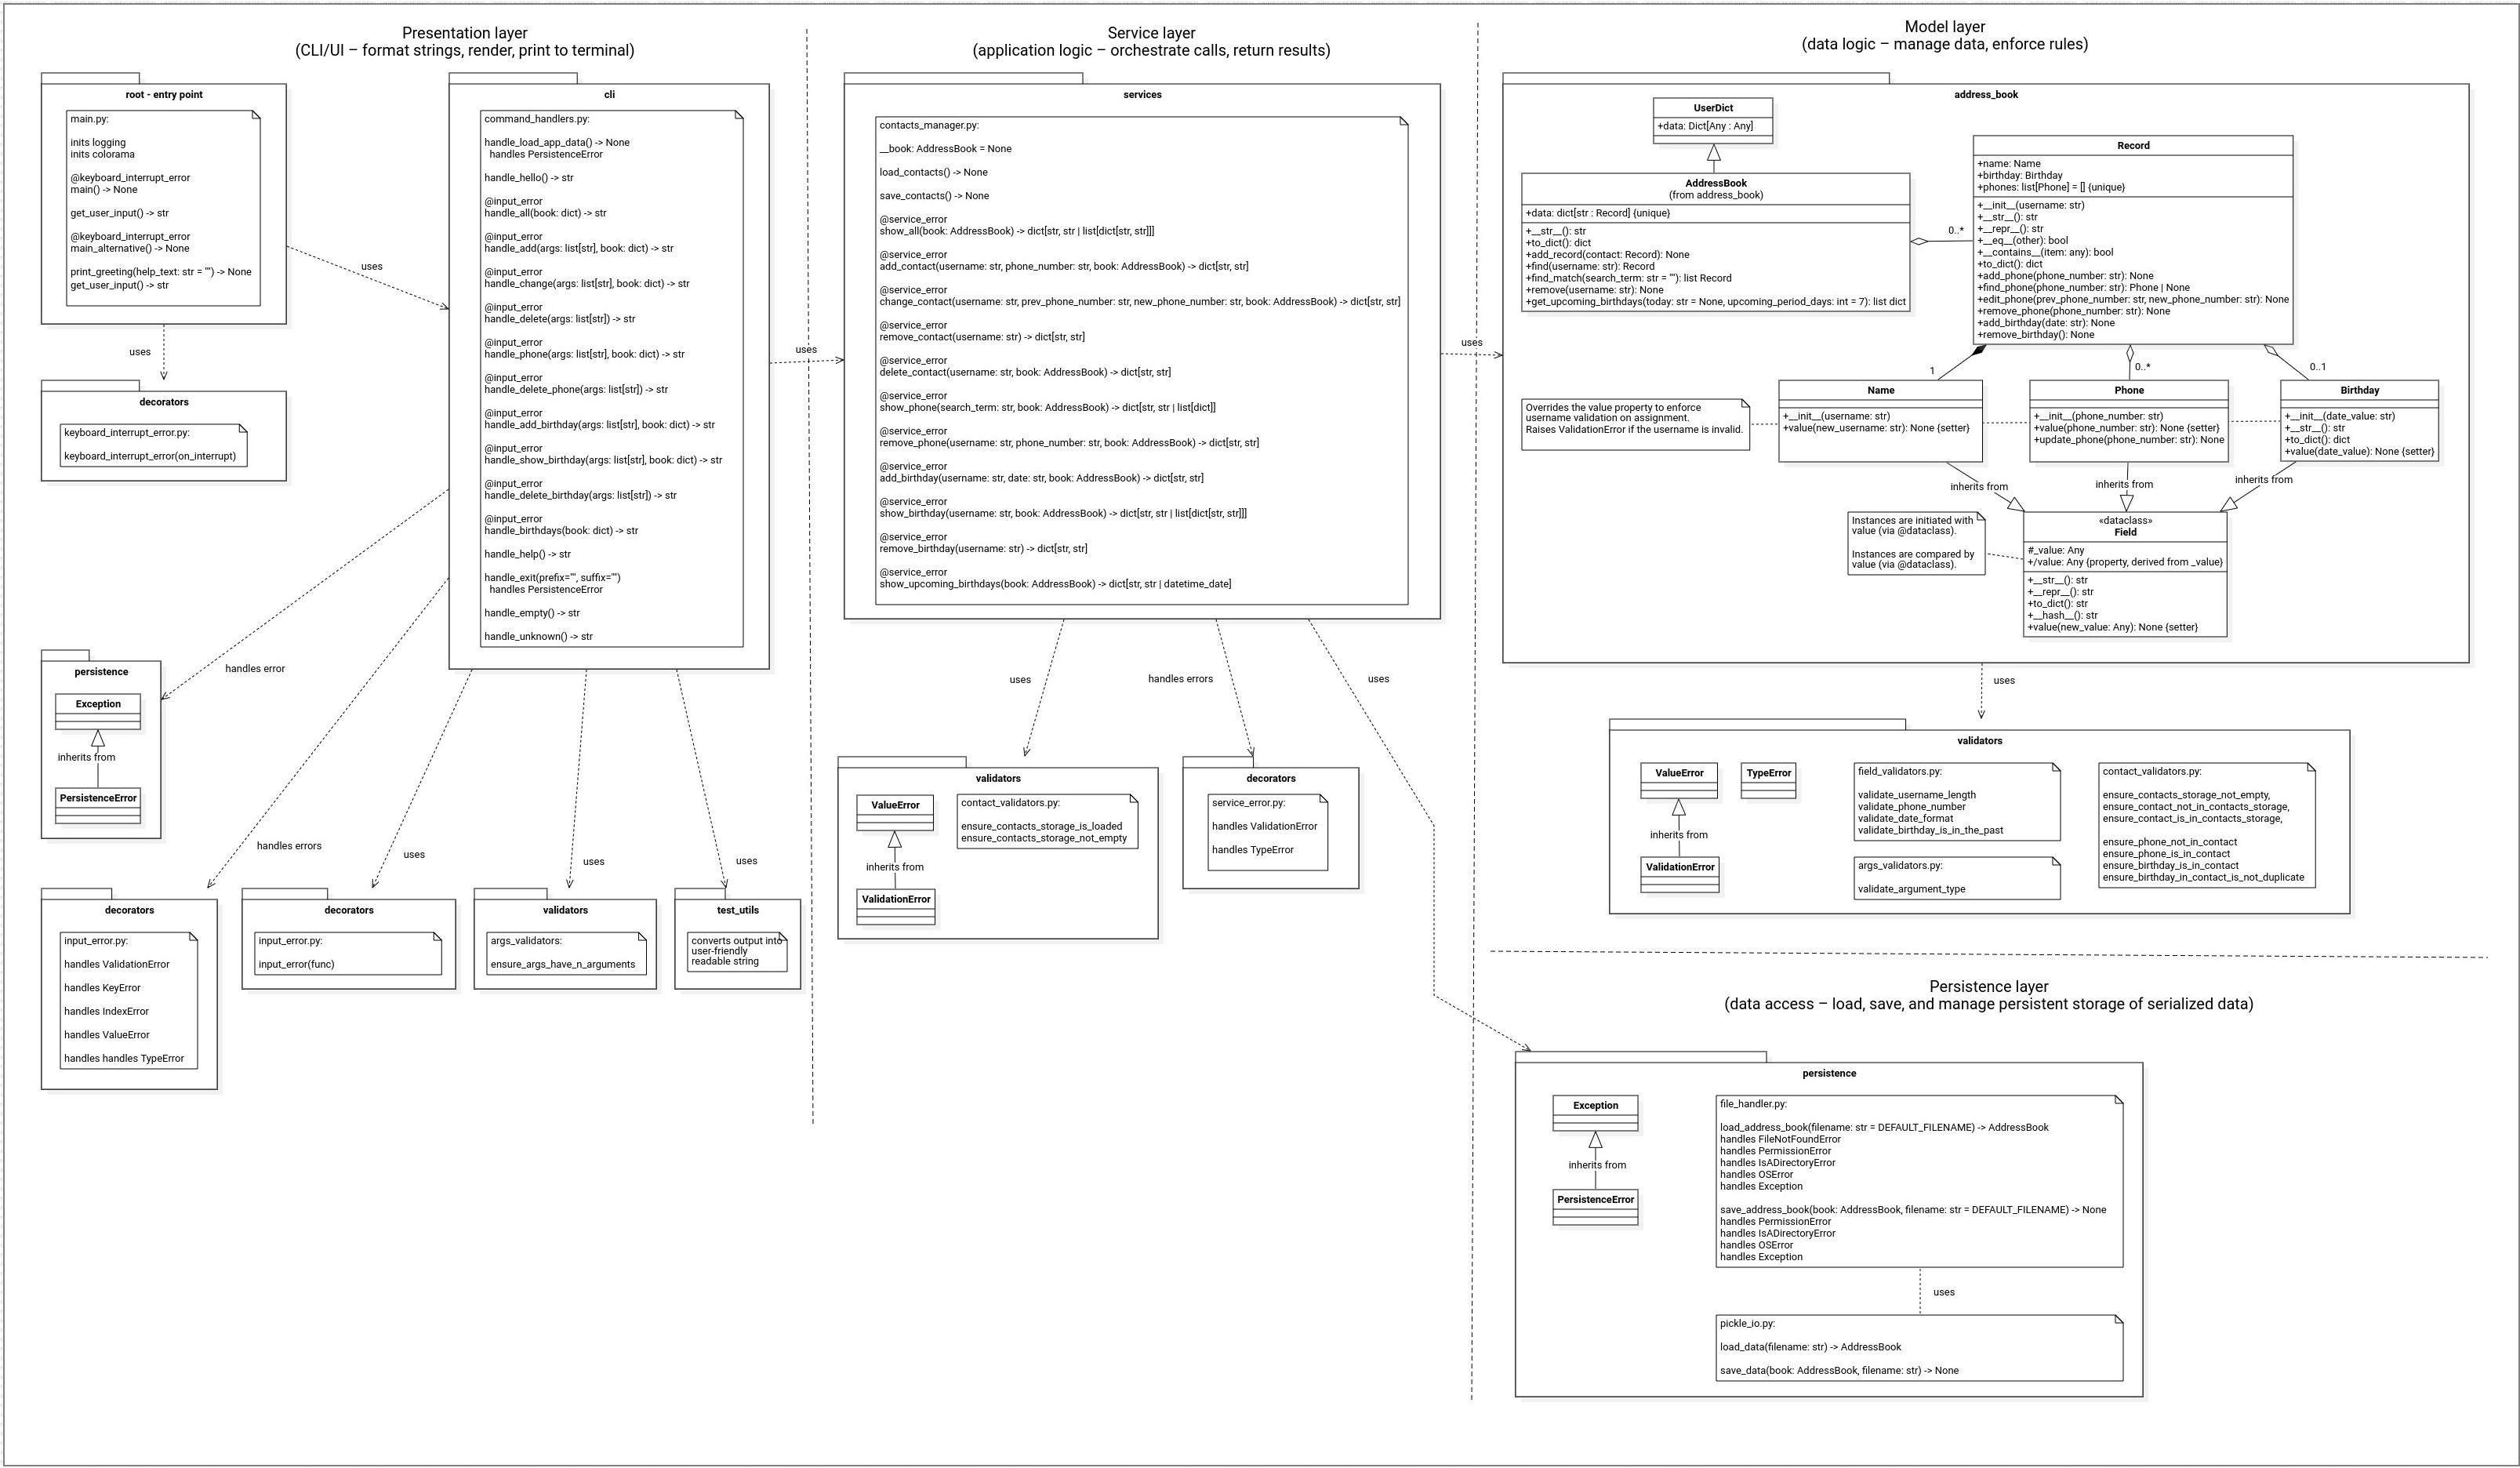 Presentation layer
(CLI/UI – format strings, render, print to terminal)
root - entry point
main.py:
inits logging
inits colorama
@keyboard_interrupt_error
main() -> None
get_user_input() -> str
@keyboard_interrupt_error
main_alternative() -> None
print_greeting(help_text: str = "") -> None
get_user_input() -> str
uses
uses
decorators
keyboard_interrupt_error.py:
keyboard_interrupt_error(on_interrupt)
cli
command_handlers.py:
handle_load_app_data() -> None
handles PersistenceError
handle_hello() -> str
@input_error
handle_all(book: dict) -> str
@input_error
handle_add(args: list[str], book: dict) -> str
@input_error
handle_change(args: list[str], book: dict) -> str
@input_error
handle_delete(args: list[str]) -> str
@input_error
handle_phone(args: list[str], book: dict) -> str
@input_error
handle_delete_phone(args: list[str]) -> str
@input_error
handle_add_birthday(args: list[str], book: dict) -> str
@input_error
handle_show_birthday(args: list[str], book: dict) -> str
@input_error
handle_delete_birthday(args: list[str]) -> str
@input_error
handle_birthdays(book: dict) -> str
handle_help() -> str
handle_exit(prefix="", suffix="")
handles PersistenceError
handle_empty() -> str
handle_unknown() -> str
handles error
persistence
Exception
inherits from
PersistenceError
handles errors
uses
uses
uses
decorators
input_error.py:
handles ValidationError
handles KeyError
handles IndexError
handles ValueError
handles handles TypeError
decorators
input_error.py:
input_error(func)
validators
args_validators:
ensure_args_have_n_arguments
test_utils
converts output into
user-friendly
readable string
uses
Service layer
(application logic – orchestrate calls, return results)
services
contacts_manager.py:
__book: AddressBook = None
load_contacts() -> None
save_contacts() -> None
@service_error
show_all(book: AddressBook) -> dict[str, str | list[dict[str, str]]]
@service_error
add_contact(username: str, phone_number: str, book: AddressBook) -> dict[str, str]
@service_error
change_contact(username: str, prev_phone_number: str, new_phone_number: str, book: AddressBook) -> dict[str, str]
@service_error
remove_contact(username: str) -> dict[str, str]
@service_error
delete_contact(username: str, book: AddressBook) -> dict[str, str]
@service_error
show_phone(search_term: str, book: AddressBook) -> dict[str, str | list[dict]]
@service_error
remove_phone(username: str, phone_number: str, book: AddressBook) -> dict[str, str]
@service_error
add_birthday(username: str, date: str, book: AddressBook) -> dict[str, str]
@service_error
show_birthday(username: str, book: AddressBook) -> dict[str, str | list[dict[str, str]]]
@service_error
remove_birthday(username: str) -> dict[str, str]
@service_error
show_upcoming_birthdays(book: AddressBook) -> dict[str, str | datetime_date]
uses
handles errors
uses
validators
ValueError
inherits from
ValidationError
contact_validators.py:
ensure_contacts_storage_is_loaded
ensure_contacts_storage_not_empty
decorators
service_error.py:
handles ValidationError
handles TypeError
uses
Model layer
(data logic – manage data, enforce rules)
address_book
UserDict
+data: Dict[Any : Any]
AddressBook
(from address_book)
+data: dict[str : Record] {unique}
+__str__(): str
+to_dict(): dict
+add_record(contact: Record): None
+find(username: str): Record
+find_match(search_term: str = ""): list Record
+remove(username: str): None
+get_upcoming_birthdays(today: str = None, upcoming_period_days: int = 7): list dict
0..*
Record
+name: Name
+birthday: Birthday
+phones: list[Phone] = [] {unique}
+__init__(username: str)
+__str__(): str
+__repr__(): str
+__eq__(other): bool
+__contains__(item: any): bool
+to_dict(): dict
+add_phone(phone_number: str): None
+find_phone(phone_number: str): Phone | None
+edit_phone(prev_phone_number: str, new_phone_number: str): None
+remove_phone(phone_number: str): None
+add_birthday(date: str): None
+remove_birthday(): None
1
0..*
0..1
Overrides the value property to enforce
username validation on assignment.
Raises ValidationError if the username is invalid.
Name
+__init__(username: str)
+value(new_username: str): None {setter}
Phone
+__init__(phone_number: str)
+value(phone_number: str): None {setter}
+update_phone(phone_number: str): None
Birthday
+__init__(date_value: str)
+__str__(): str
+to_dict(): dict
+value(date_value): None {setter}
inherits from
inherits from
inherits from
Instances are initiated with
value (via @dataclass).
Instances are compared by
value (via @dataclass).
«dataclass»
Field
#_value: Any
+/value: Any {property, derived from _value}
+__str__(): str
+__repr__(): str
+to_dict(): str
+__hash__(): str
+value(new_value: Any): None {setter}
uses
validators
ValueError
inherits from
ValidationError
TypeError
field_validators.py:
validate_username_length
validate_phone_number
validate_date_format
validate_birthday_is_in_the_past
args_validators.py:
validate_argument_type
contact_validators.py:
ensure_contacts_storage_not_empty,
ensure_contact_not_in_contacts_storage,
ensure_contact_is_in_contacts_storage,
ensure_phone_not_in_contact
ensure_phone_is_in_contact
ensure_birthday_is_in_contact
ensure_birthday_in_contact_is_not_duplicate
Persistence layer
(data access – load, save, and manage persistent storage of serialized data)
persistence
Exception
inherits from
PersistenceError
file_handler.py:
load_address_book(filename: str = DEFAULT_FILENAME) -> AddressBook
handles FileNotFoundError
handles PermissionError
handles IsADirectoryError
handles OSError
handles Exception
save_address_book(book: AddressBook, filename: str = DEFAULT_FILENAME) -> None
handles PermissionError
handles IsADirectoryError
handles OSError
handles Exception
uses
pickle_io.py:
load_data(filename: str) -> AddressBook
save_data(book: AddressBook, filename: str) -> None